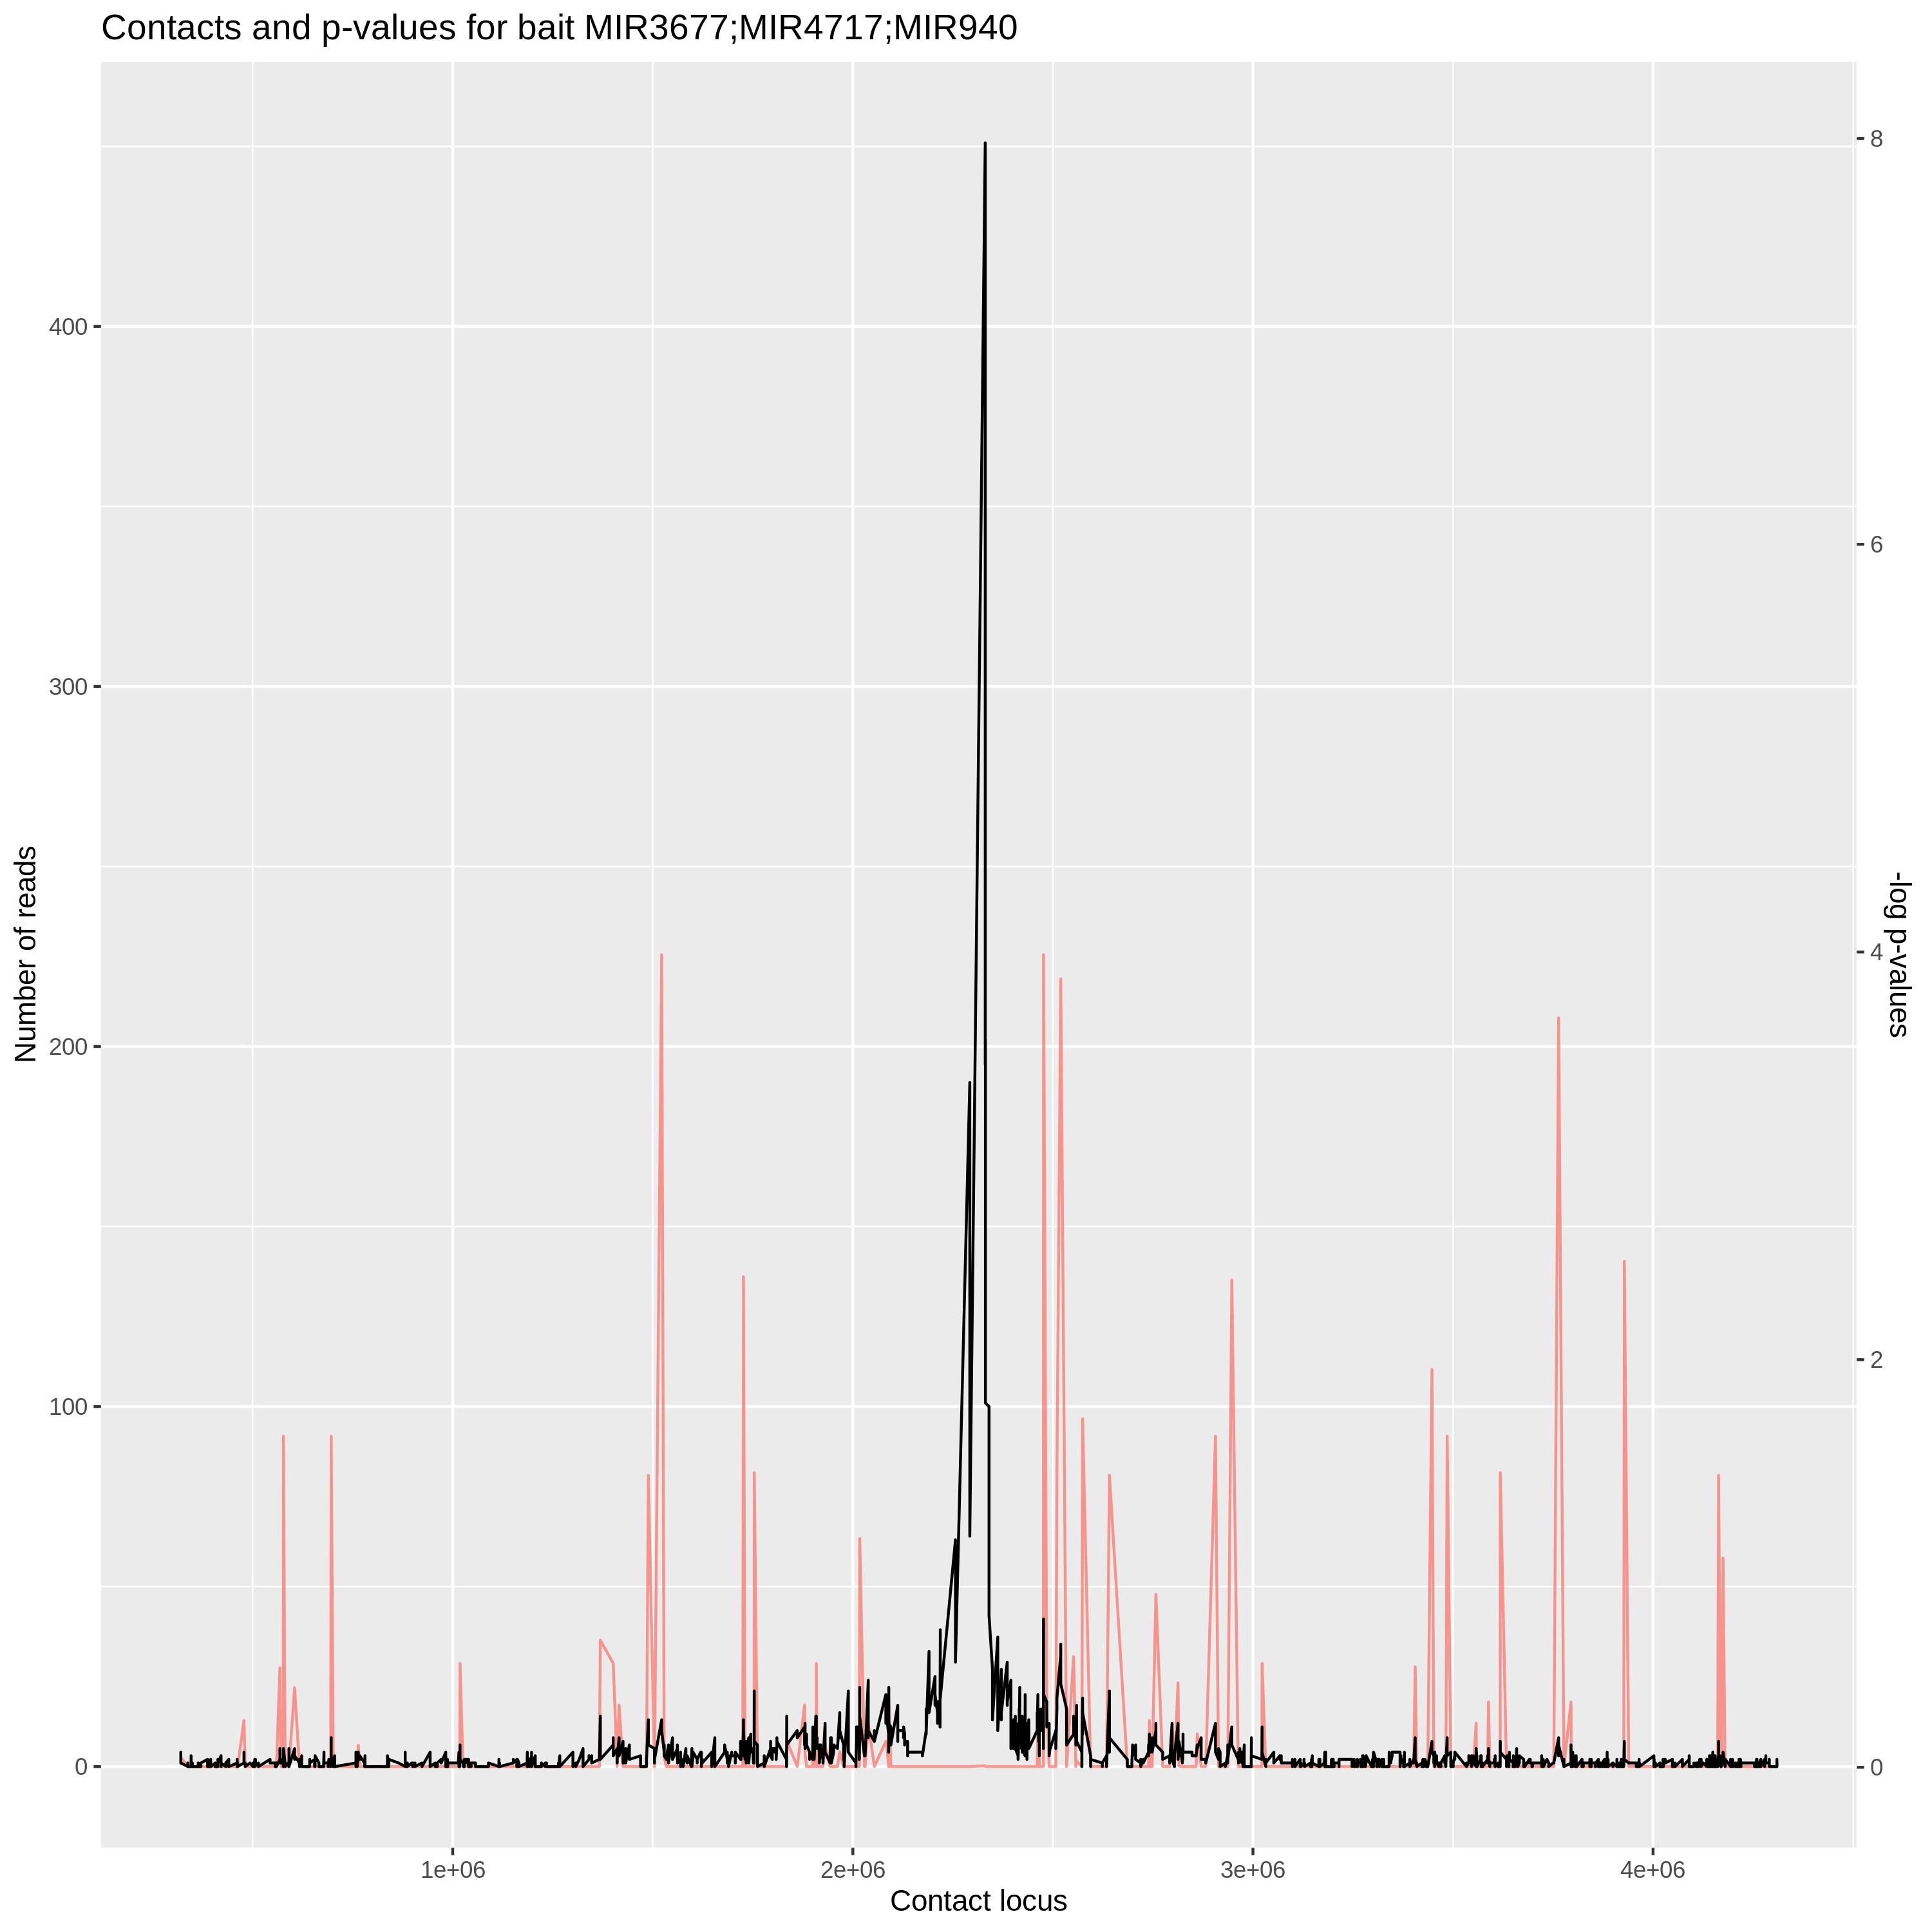 Contacts and p-values for bait MIR3677;MIR4717;MIR940
Number of reads
400
300
200
100
0
8
6
4
2
0
-log p-values
1e+06 2e+06 3e+06 4e+06
Contact locus